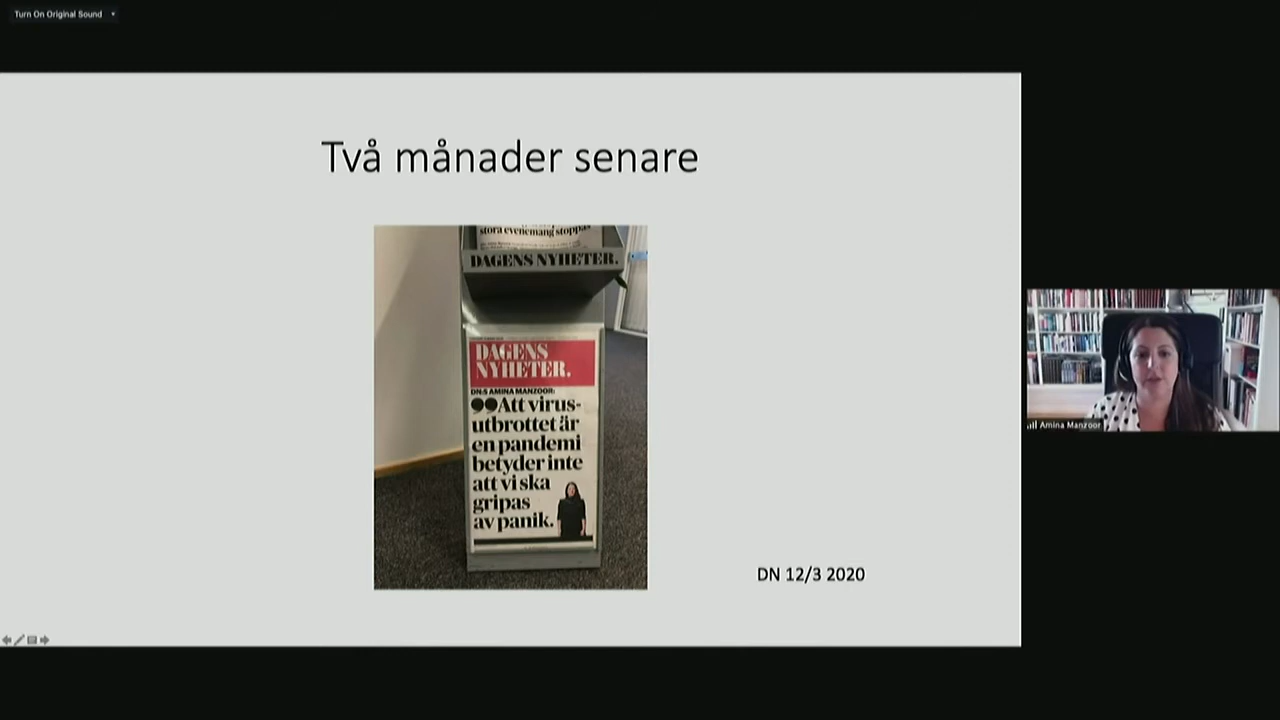 Turn On Original Sound
Två månader senare
stora evenemang stoppas
DAGENS NYHETER.
DAGENS
NYHETER.
DN:S AMINA MANZOOR:
”Att virus-
utbrottet är
en pandemi
betyder inte
att vi ska
gripas
av panik.
DN 12/3 2020
Amina Manzoor